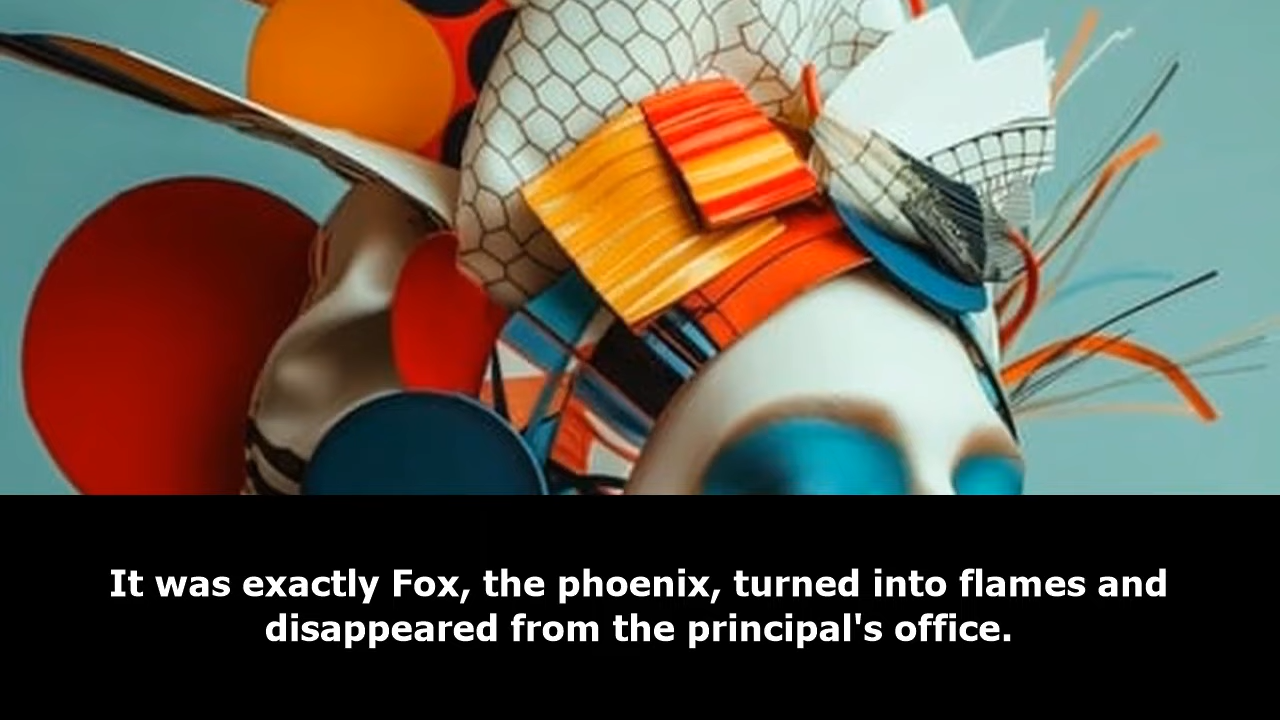 It was exactly Fox, the phoenix, turned into flames and
disappeared from the principal's office.